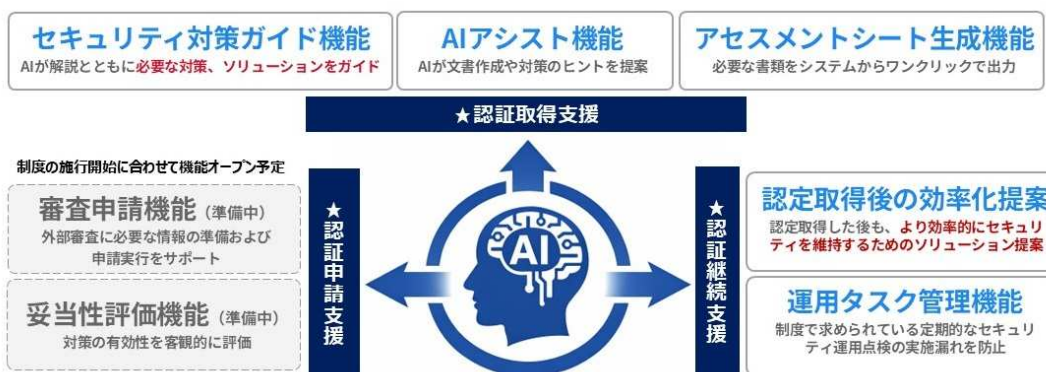 セキュリティ対策ガイド機能
AIが解説とともに必要な対策、ソリューションをガイド
AIアシスト機能
AIが文書作成や対策のヒントを提案
アセスメントシート生成機能
必要な書類をシステムからワンクリックで出力
★認証取得支援
制度の施行開始に合わせて機能オープン予定
審査申請機能（準備中）
外部審査に必要な情報の準備および
申請実行をサポート
妥当性評価機能（準備中）
対策の有効性を客観的に評価
★認証申請支援
AI
★認証継続支援
認定取得後の効率化提案
認定取得した後も、より効率的にセキュリ
ティを維持するためのソリューション提案
運用タスク管理機能
制度で求められている定期的なセキュリ
ティ運用点検の実施漏れを防止